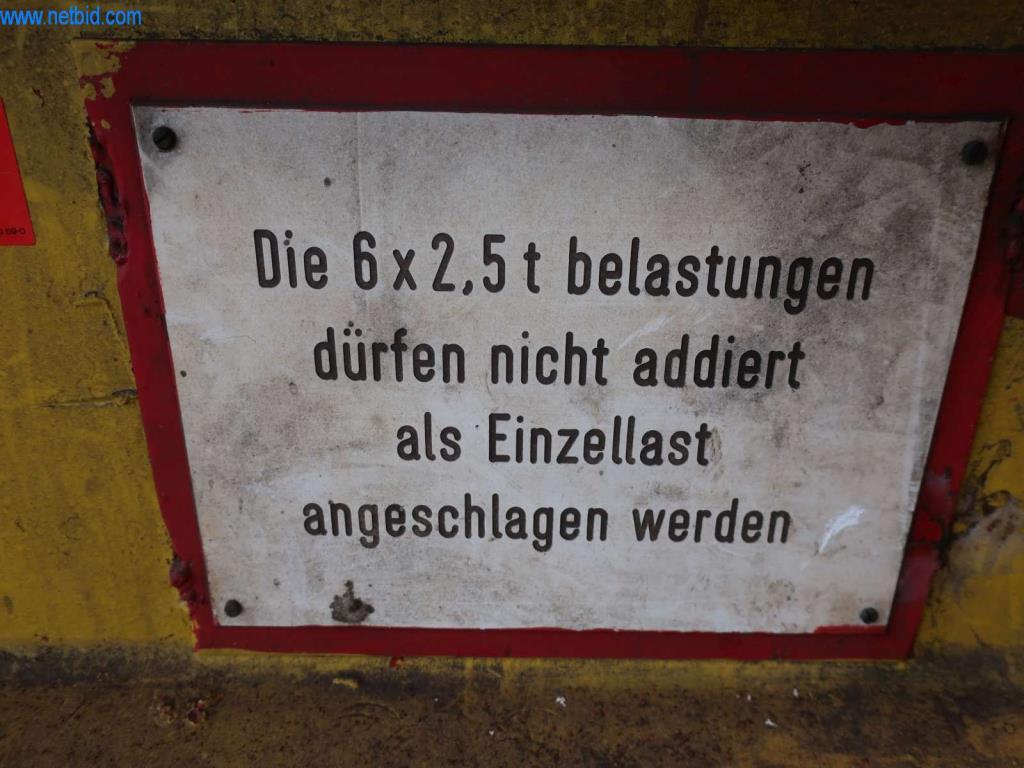 www.netbid.com
Die 6 x 2,5 t belastungen
dürfen nicht addiert
als Einzellast
angeschlagen werden